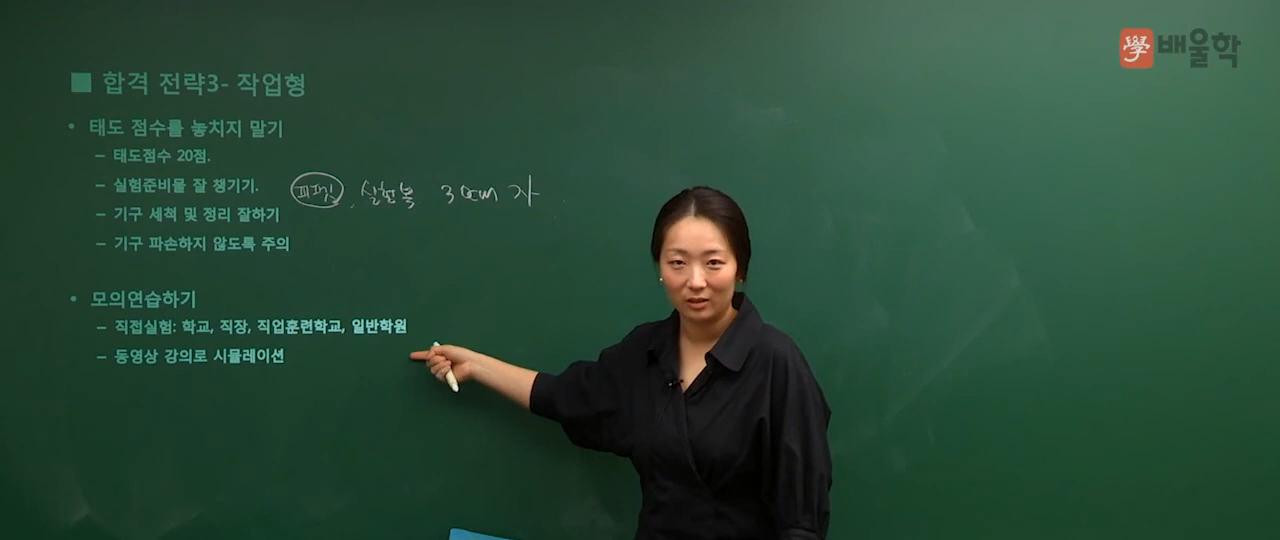 學배울학
■ 합격 전략3- 작업형
• 태도 점수를 놓치지 말기
– 태도점수 20점.
– 실험준비물 잘 챙기기. 실험복 30cm 자
– 기구 세척 및 정리 잘하기
– 기구 파손하지 않도록 주의
• 모의연습하기
– 직접실험: 학교, 직장, 직업훈련학교, 일반학원
– 동영상 강의로 시뮬레이션